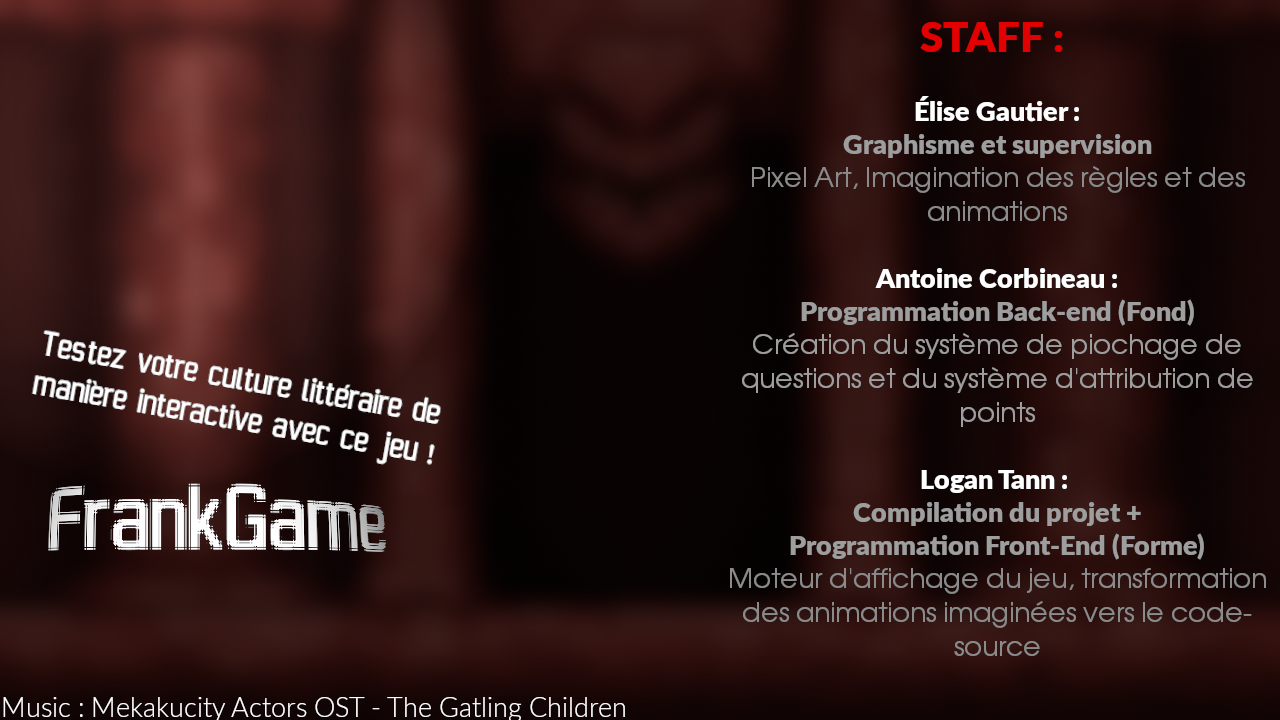 STAFF :
Élise Gautier :
Graphisme et supervision
Pixel Art, Imagination des règles et des
animations
Antoine Corbineau :
Programmation Back-end (Fond)
Création du système de piochage de
questions et du système d'attribution de
points
Logan Tann :
Compilation du projet +
Programmation Front-End (Forme)
Moteur d'affichage du jeu, transformation
des animations imaginées vers le code-
source
Testez votre culture littéraire de
manière interactive avec ce jeu !
FrankGame
Music : Mekakucity Actors OST - The Gatling Children